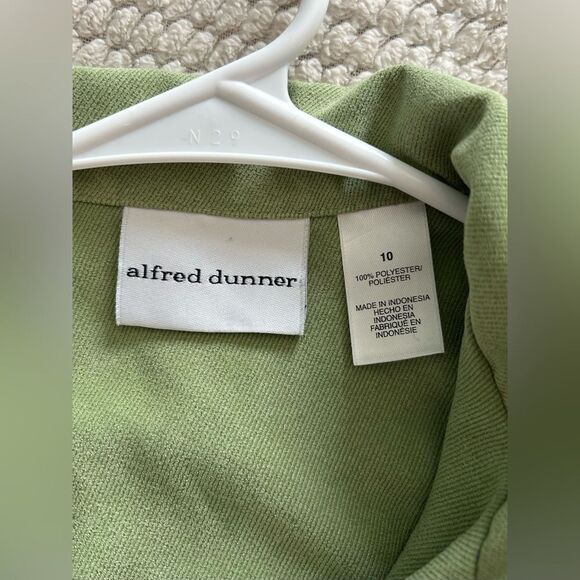 N29
alfred dunner
10
100% POLYESTER/
POLIÉSTER
MADE IN INDONESIA
HECHO EN
INDONESIA
FABRIQUÉ EN
INDONÉSIE